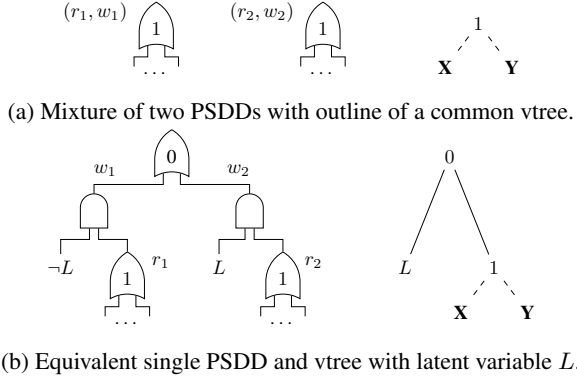 (r₁, w₁) 1 (r₂, w₂) 1 1
... ... X Y
(a) Mixture of two PSDDs with outline of a common vtree.
0 0
w₁ w₂
¬L r₁ L r₂ L 1
1 1
... ... X Y
(b) Equivalent single PSDD and vtree with latent variable L.